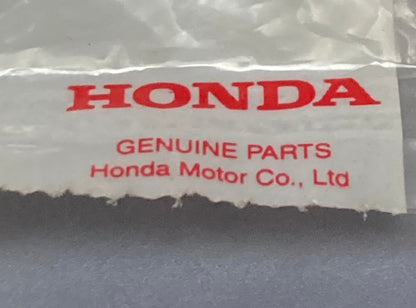 HONDA
GENUINE PARTS
Honda Motor Co., Ltd